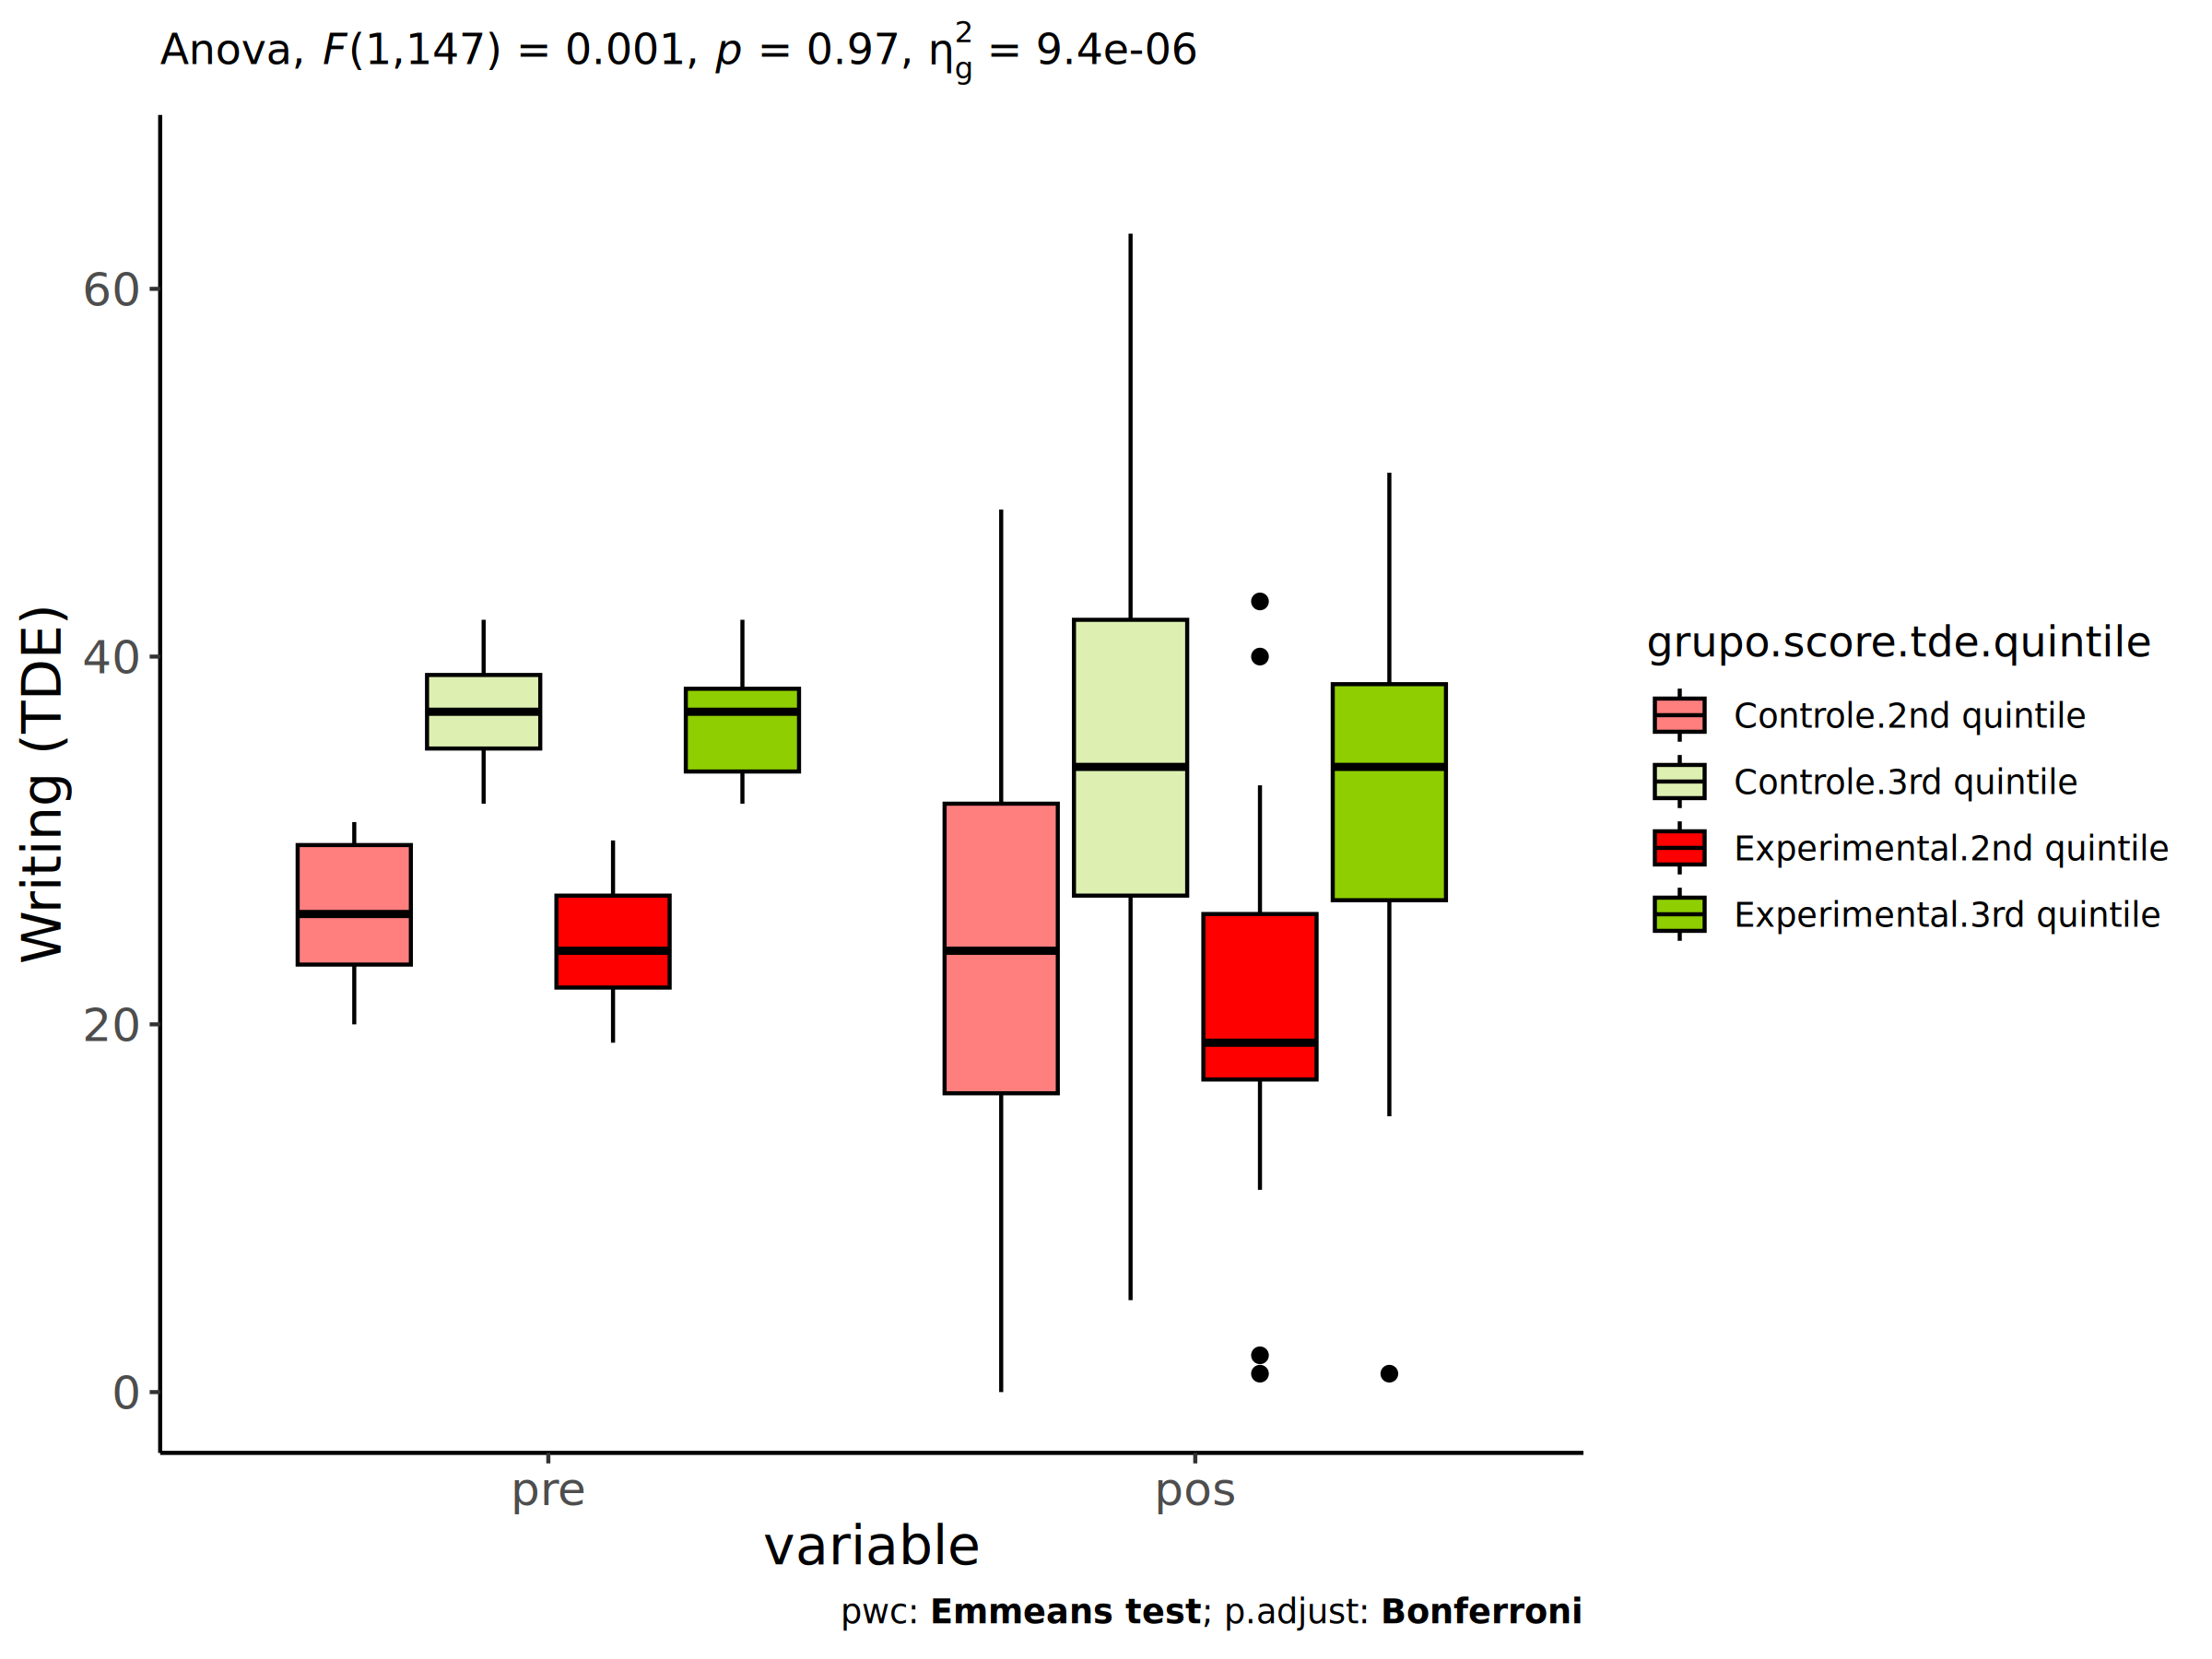 Anova, F(1,147) = 0.001, p = 0.97, η²g = 9.4e-06
Writing (TDE)
60
40
20
0
pre
pos
variable
grupo.score.tde.quintile
Controle.2nd quintile
Controle.3rd quintile
Experimental.2nd quintile
Experimental.3rd quintile
pwc: Emmeans test; p.adjust: Bonferroni